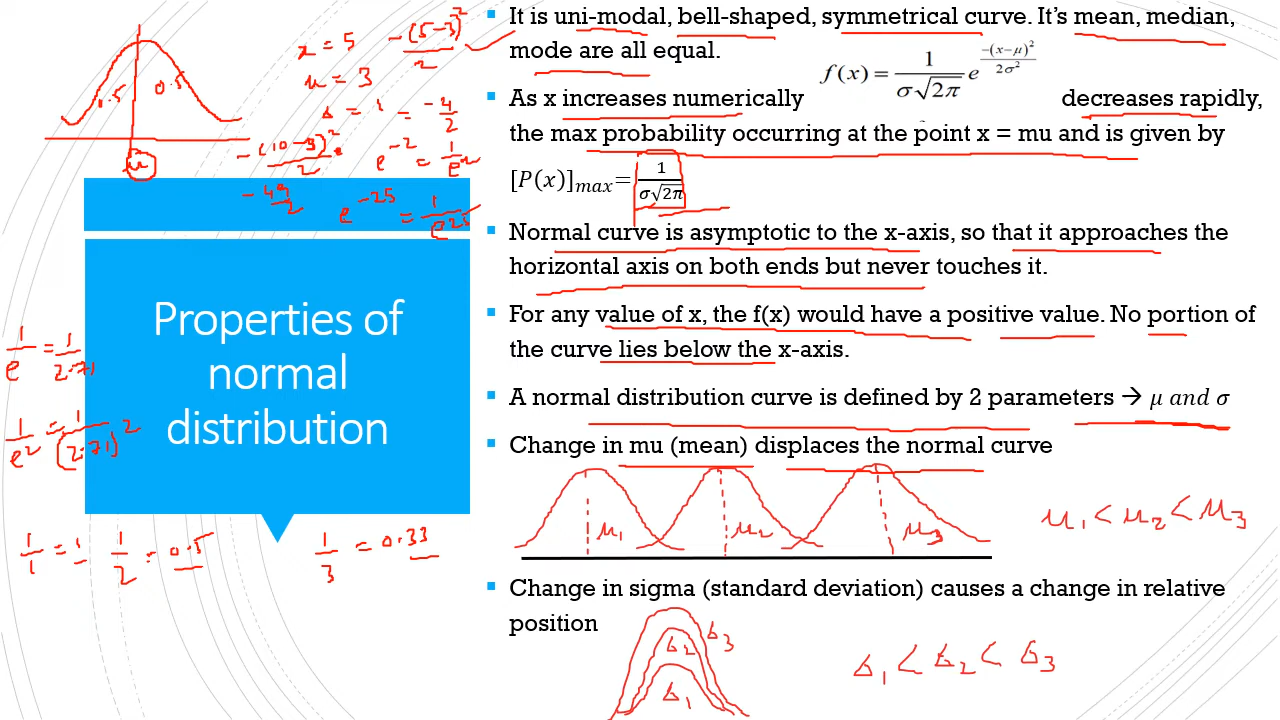 It is uni-modal, bell-shaped, symmetrical curve. It's mean, median,
mode are all equal.
f(x) = 1/(σ√2π) e^(-(x-μ)²/2σ²)
As x increases numerically decreases rapidly,
the max probability occurring at the point x = mu and is given by
[P(x)]max= 1/(σ√2π)
Normal curve is asymptotic to the x-axis, so that it approaches the
horizontal axis on both ends but never touches it.
For any value of x, the f(x) would have a positive value. No portion of
the curve lies below the x-axis.
A normal distribution curve is defined by 2 parameters → μ and σ
Change in mu (mean) displaces the normal curve
μ1 μ2 μ3
μ1 < μ2 < μ3
Change in sigma (standard deviation) causes a change in relative
position
σ3
σ2
σ1
σ1 < σ2 < σ3
Properties of
normal
distribution
0.5 0.5
μ
x = 5
μ = 3
σ = 1
-(5-3)²/2
= -4/2
e^-2 = 1/e²
-(10-3)²/2
-49/2
e^-25 = 1/e^25
1/e = 1/2.71
1/e² = 1/(2.71)²
1/1 = 1 1/2 = 0.5 1/3 = 0.33